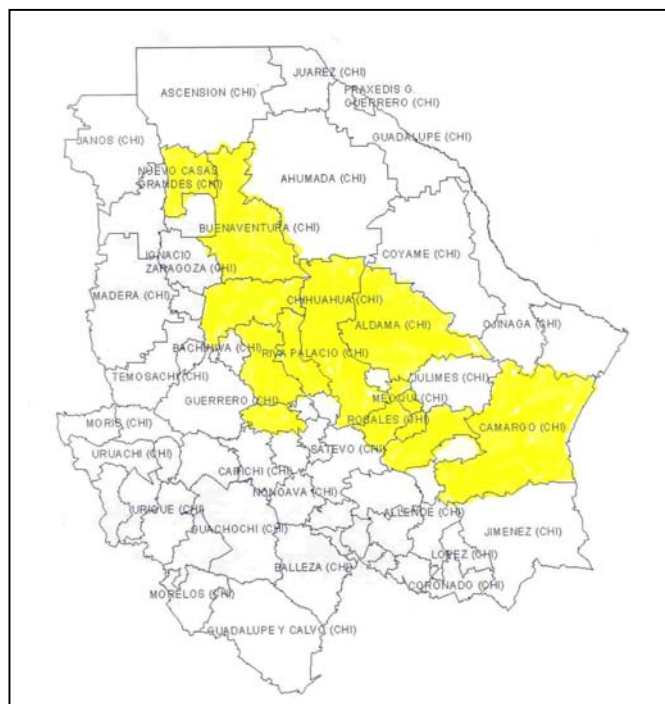 JUAREZ (CHI)
ASCENSION (CHI)
PRAXEDIS G.
GUERRERO (CHI)
JANOS (CHI)
GUADALUPE (CHI)
NUEVO CASAS
GRANDES (CHI)
AHUMADA (CHI)
BUENAVENTURA (CHI)
COYAME (CHI)
IGNACIO
ZARAGOZA (CHI)
MADERA (CHI)
CHIHUAHUA (CHI)
ALDAMA (CHI)
OJINAGA (CHI)
BACHINIVA (CHI)
RIVA PALACIO (CHI)
TEMOSACHI (CHI)
JULIMES (CHI)
MEOQUI (CHI)
GUERRERO (CHI)
MORIS (CHI)
ROSALES (CHI)
CAMARGO (CHI)
URUACHI (CHI)
SATEVO (CHI)
CARICHI (CHI)
NONOAVA (CHI)
URIQUE (CHI)
ALLENDE (CHI)
GUACHOCHI (CHI)
JIMENEZ (CHI)
LOPEZ (CHI)
BALLEZA (CHI)
CORONADO (CHI)
MORELOS (CHI)
GUADALUPE Y CALVO (CHI)